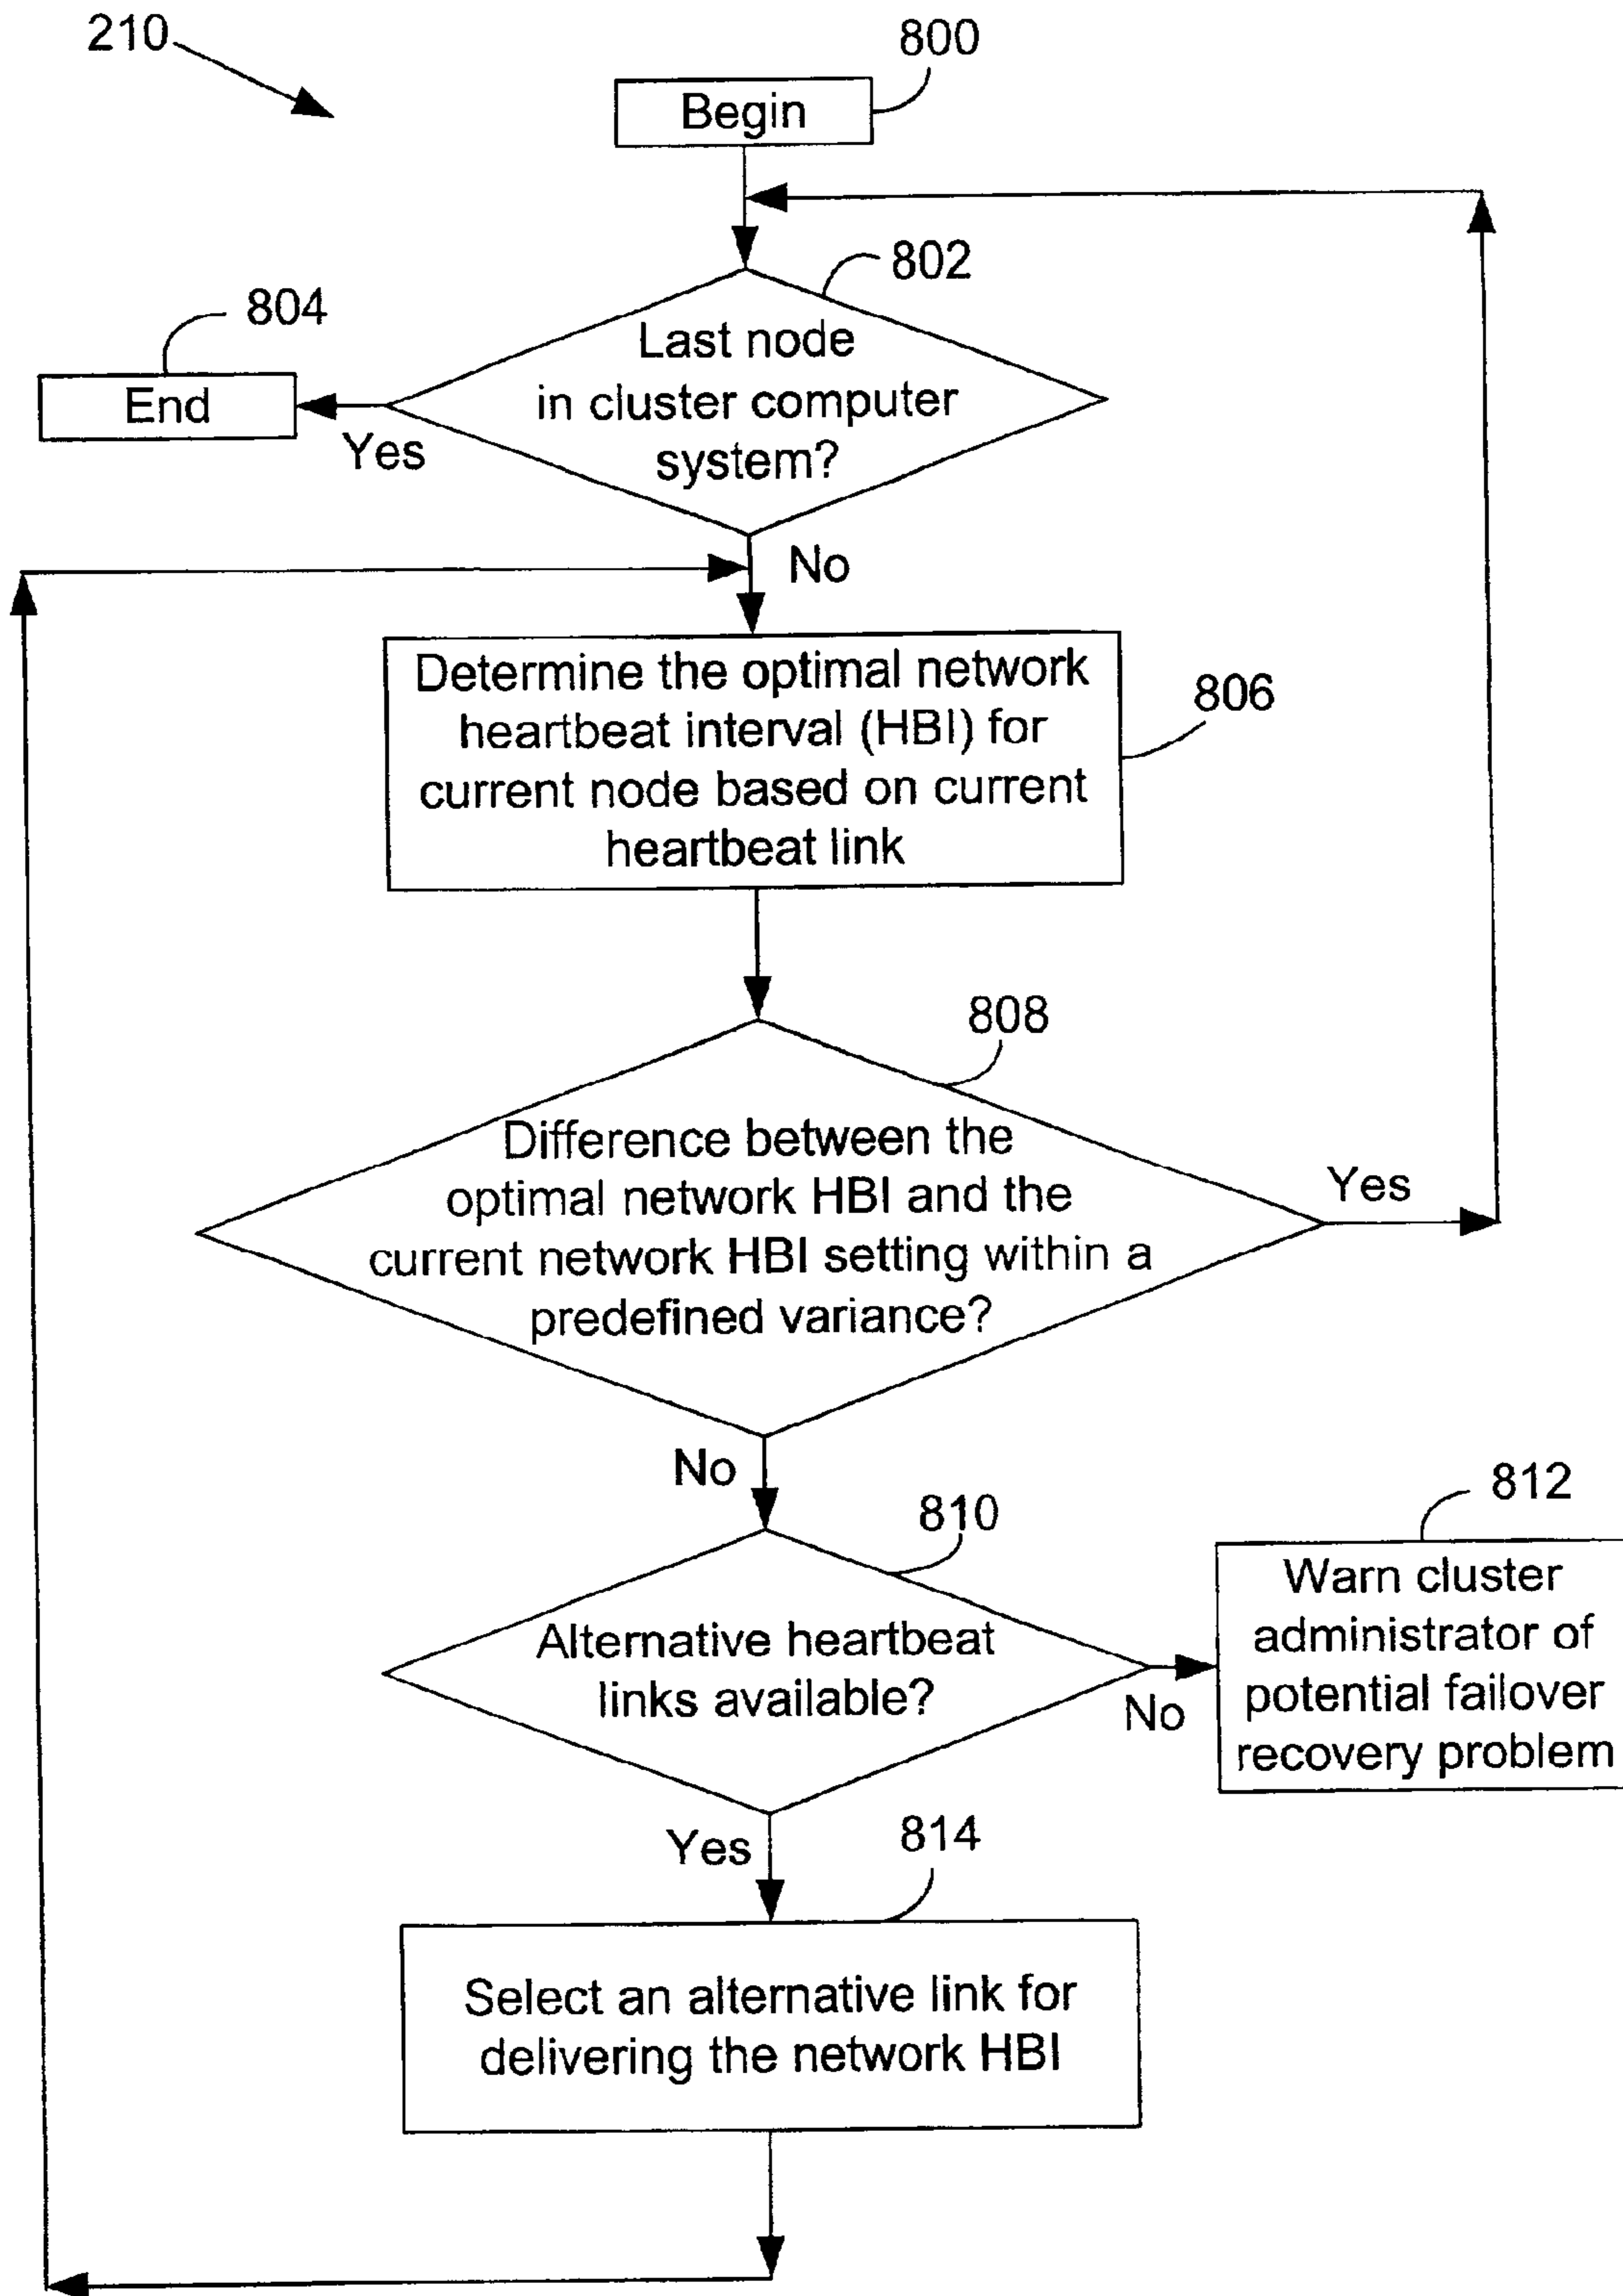 210
800
Begin
802
804
Last node
in cluster computer
system?
End
Yes
No
Determine the optimal network
heartbeat interval (HBI) for
current node based on current
heartbeat link
806
808
Difference between the
optimal network HBI and the
current network HBI setting within a
predefined variance?
Yes
No
810
812
Alternative heartbeat
links available?
No
Warn cluster
administrator of
potential failover
recovery problem
Yes
814
Select an alternative link for
delivering the network HBI